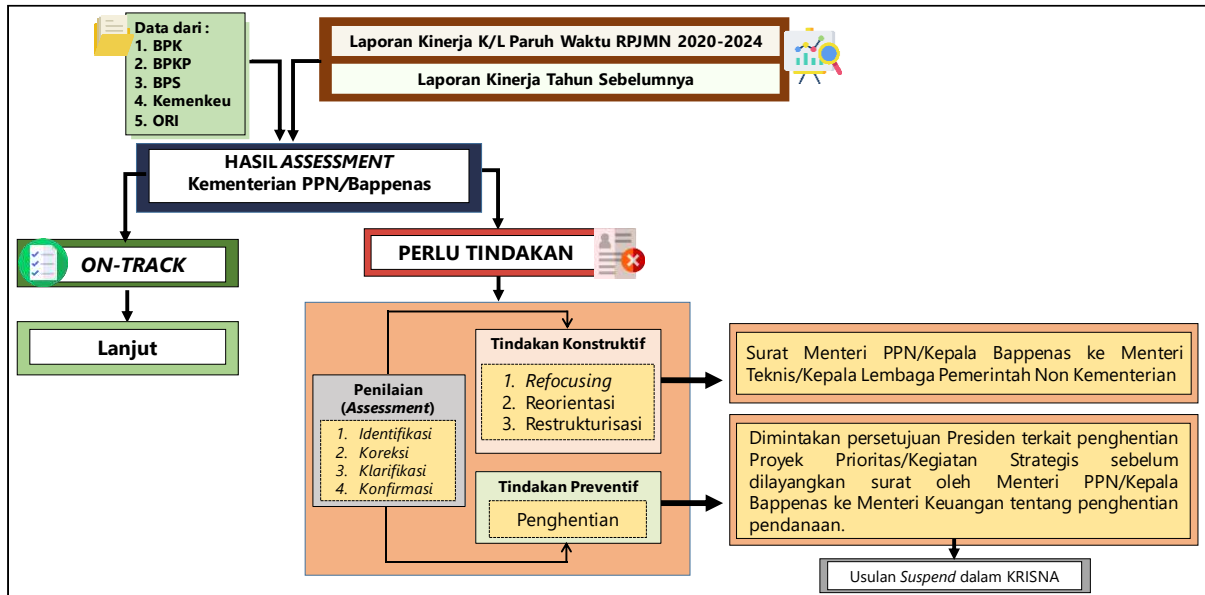 Data dari :
1. BPK
2. BPKP
3. BPS
4. Kemenkeu
5. ORI
Laporan Kinerja K/L Paruh Waktu RPJMN 2020-2024
Laporan Kinerja Tahun Sebelumnya
HASIL ASSESSMENT
Kementerian PPN/Bappenas
ON-TRACK
PERLU TINDAKAN
Lanjut
Penilaian
(Assessment)
1. Identifikasi
2. Koreksi
3. Klarifikasi
4. Konfirmasi
Tindakan Konstruktif
1. Refocusing
2. Reorientasi
3. Restrukturisasi
Tindakan Preventif
Penghentian
Surat Menteri PPN/Kepala Bappenas ke Menteri
Teknis/Kepala Lembaga Pemerintah Non Kementerian
Dimintakan persetujuan Presiden terkait penghentian
Proyek Prioritas/Kegiatan Strategis sebelum
dilayangkan surat oleh Menteri PPN/Kepala
Bappenas ke Menteri Keuangan tentang penghentian
pendanaan.
Usulan Suspend dalam KRISNA